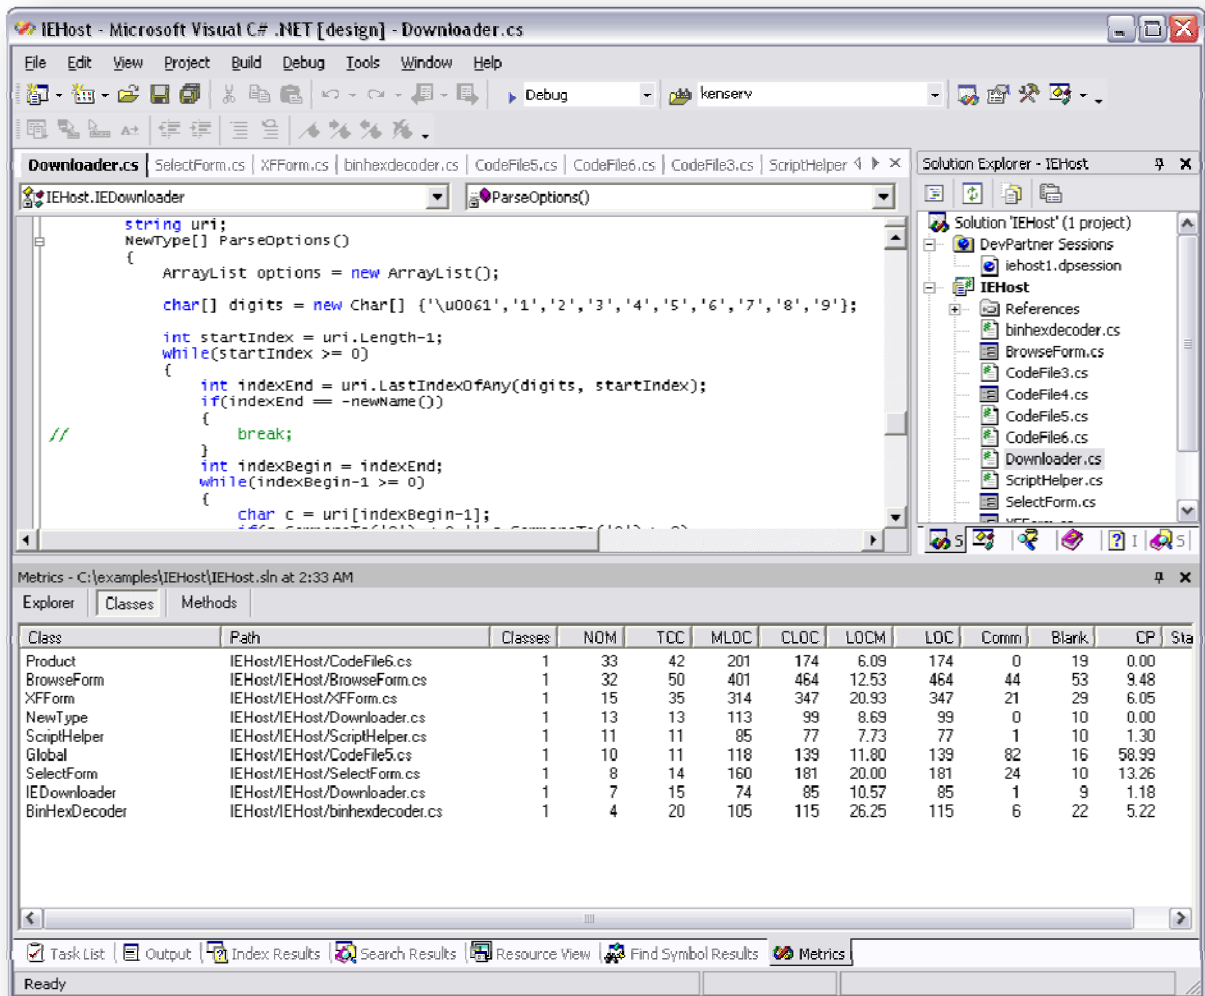 IEHost - Microsoft Visual C# .NET [design] - Downloader.cs
File Edit View Project Build Debug Tools Window Help
Debug kenserv
Downloader.cs SelectForm.cs XFForm.cs binhexdecoder.cs CodeFile5.cs CodeFile6.cs CodeFile3.cs ScriptHelper
IEHost.IEDownloader ParseOptions()
string uri;
NewType[] ParseOptions()
{
ArrayList options = new ArrayList();
char[] digits = new Char[] {'\u0061','1','2','3','4','5','6','7','8','9'};
int startIndex = uri.Length-1;
while(startIndex >= 0)
{
int indexEnd = uri.LastIndexOfAny(digits, startIndex);
if(indexEnd == -newName())
{
// break;
}
int indexBegin = indexEnd;
while(indexBegin-1 >= 0)
{
char c = uri[indexBegin-1];
Solution Explorer - IEHost
Solution 'IEHost' (1 project)
DevPartner Sessions
iehost1.dpsession
IEHost
References
binhexdecoder.cs
BrowseForm.cs
CodeFile3.cs
CodeFile4.cs
CodeFile5.cs
CodeFile6.cs
Downloader.cs
ScriptHelper.cs
SelectForm.cs
S I S
Metrics - C:\examples\IEHost\IEHost.sln at 2:33 AM
Explorer Classes Methods
Class Path Classes NOM TCC MLOC CLOC LOCM LOC Comm Blank CP Sta
Product IEHost/IEHost/CodeFile6.cs 1 33 42 201 174 6.09 174 0 19 0.00
BrowseForm IEHost/IEHost/BrowseForm.cs 1 32 50 401 464 12.53 464 44 53 9.48
XFForm IEHost/IEHost/XFForm.cs 1 15 35 314 347 20.93 347 21 29 6.05
NewType IEHost/IEHost/Downloader.cs 1 13 13 113 99 8.69 99 0 10 0.00
ScriptHelper IEHost/IEHost/ScriptHelper.cs 1 11 11 85 77 7.73 77 1 10 1.30
Global IEHost/IEHost/CodeFile5.cs 1 10 11 118 139 11.80 139 82 16 58.99
SelectForm IEHost/IEHost/SelectForm.cs 1 8 14 160 181 20.00 181 24 10 13.26
IEDownloader IEHost/IEHost/Downloader.cs 1 7 15 74 85 10.57 85 1 9 1.18
BinHexDecoder IEHost/IEHost/binhexdecoder.cs 1 4 20 105 115 26.25 115 6 22 5.22
Task List Output Index Results Search Results Resource View Find Symbol Results Metrics
Ready